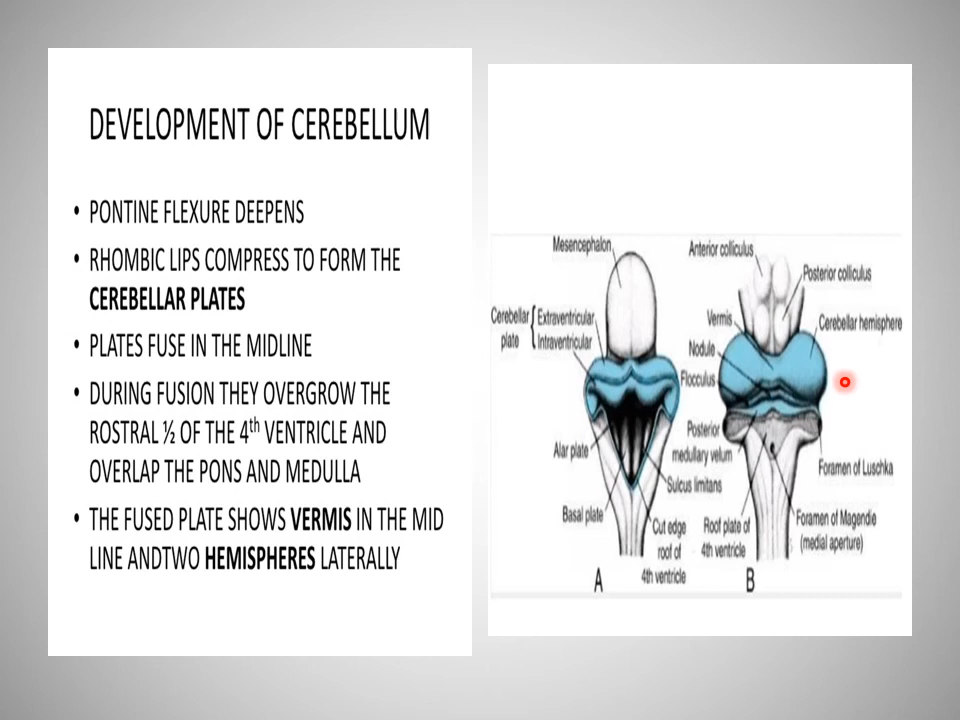 DEVELOPMENT OF CEREBELLUM
• PONTINE FLEXURE DEEPENS
• RHOMBIC LIPS COMPRESS TO FORM THE
CEREBELLAR PLATES
• PLATES FUSE IN THE MIDLINE
• DURING FUSION THEY OVERGROW THE
ROSTRAL ½ OF THE 4th VENTRICLE AND
OVERLAP THE PONS AND MEDULLA
• THE FUSED PLATE SHOWS VERMIS IN THE MID
LINE ANDTWO HEMISPHERES LATERALLY
Mesencephalon
Cerebellar
plate
Extraventricular
Intraventricular
Alar plate
Basal plate
Sulcus limitans
Cut edge
roof of
4th ventricle
A
Anterior colliculus
Posterior colliculus
Vermis
Cerebellar hemisphere
Nodule
Flocculus
Posterior
medullary velum
Foramen of Luschka
Roof plate of
4th ventricle
Foramen of Magendie
(medial aperture)
B